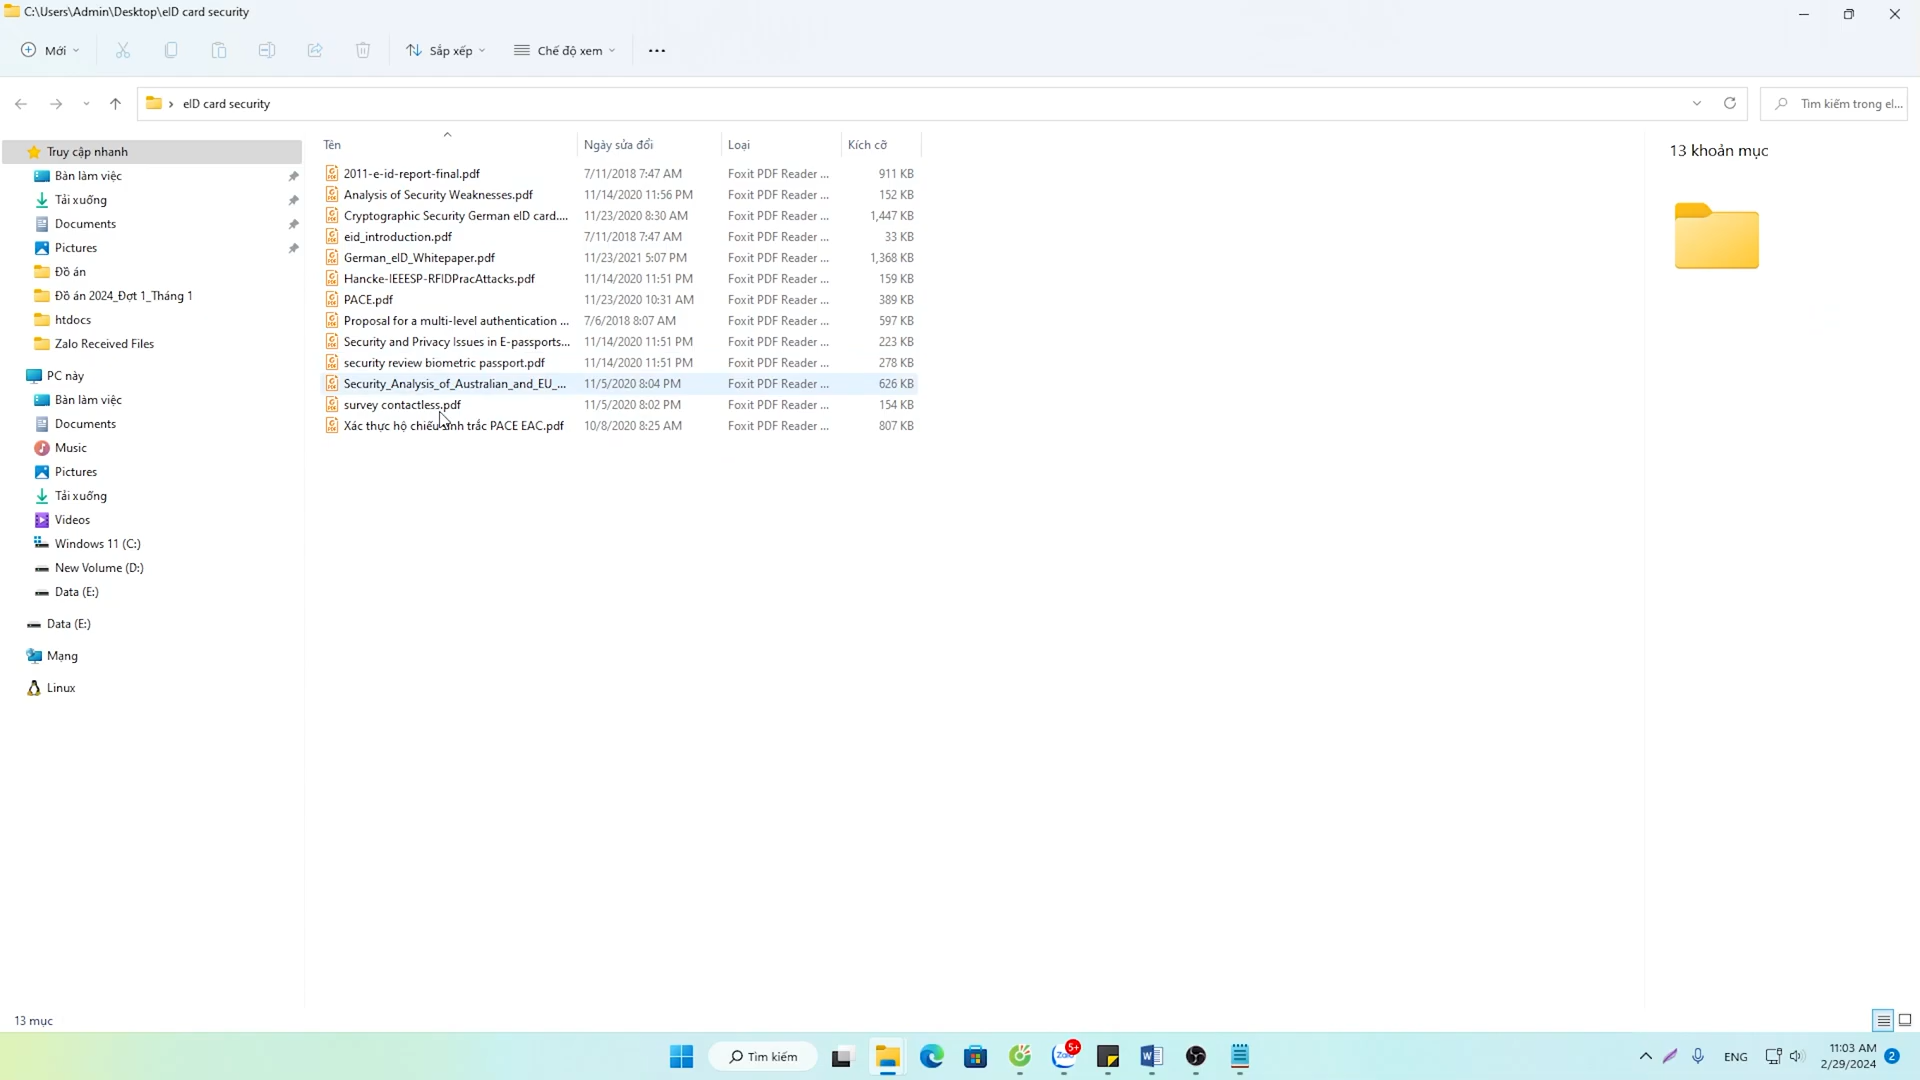 C:\Users\Admin\Desktop\eID card security
Mới
Sắp xếp
Chế độ xem
eID card security
Tìm kiếm trong el...
Truy cập nhanh
Bàn làm việc
Tải xuống
Documents
Pictures
Đồ án
Đồ án 2024_Đợt 1_Tháng 1
htdocs
Zalo Received Files
PC này
Bàn làm việc
Documents
Music
Pictures
Tải xuống
Videos
Windows 11 (C:)
New Volume (D:)
Data (E:)
Data (E:)
Mạng
Linux
Tên Ngày sửa đổi Loại Kích cỡ
2011-e-id-report-final.pdf 7/11/2018 7:47 AM Foxit PDF Reader ... 911 KB
Analysis of Security Weaknesses.pdf 11/14/2020 11:56 PM Foxit PDF Reader ... 152 KB
Cryptographic Security German eID card.... 11/23/2020 8:30 AM Foxit PDF Reader ... 1,447 KB
eid_introduction.pdf 7/11/2018 7:47 AM Foxit PDF Reader ... 33 KB
German_eID_Whitepaper.pdf 11/23/2021 5:07 PM Foxit PDF Reader ... 1,368 KB
Hancke-IEEESP-RFIDPracAttacks.pdf 11/14/2020 11:51 PM Foxit PDF Reader ... 159 KB
PACE.pdf 11/23/2020 10:31 AM Foxit PDF Reader ... 389 KB
Proposal for a multi-level authentication ... 7/6/2018 8:07 AM Foxit PDF Reader ... 597 KB
Security and Privacy Issues in E-passports... 11/14/2020 11:51 PM Foxit PDF Reader ... 223 KB
security review biometric passport.pdf 11/14/2020 11:51 PM Foxit PDF Reader ... 278 KB
Security_Analysis_of_Australian_and_EU_... 11/5/2020 8:04 PM Foxit PDF Reader ... 626 KB
survey contactless.pdf 11/5/2020 8:02 PM Foxit PDF Reader ... 154 KB
Xác thực hộ chiếu sinh trắc PACE EAC.pdf 10/8/2020 8:25 AM Foxit PDF Reader ... 807 KB
13 khoản mục
13 mục
Tìm kiếm
Zalo
5+
ENG
11:03 AM
2/29/2024
2